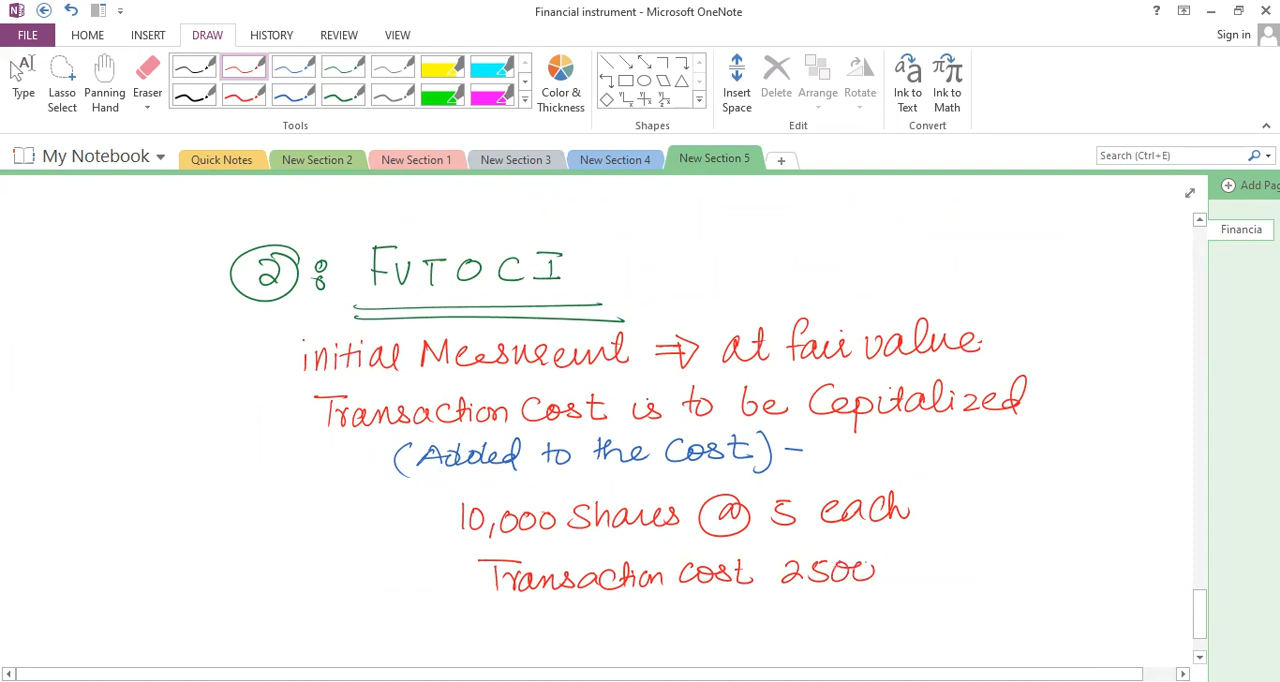 Financial instrument - Microsoft OneNote
Sign in
FILE HOME INSERT DRAW HISTORY REVIEW VIEW
Type
Lasso Select
Panning Hand
Eraser
Color & Thickness
Insert Space
Delete
Arrange
Rotate
Ink to Text
Ink to Math
Tools
Shapes
Edit
Convert
My Notebook
Quick Notes
New Section 2
New Section 1
New Section 3
New Section 4
New Section 5
Search (Ctrl+E)
Add Pag
Financia
2: FVTOCI
initial Measurement ⇒ at fair value.
Transaction Cost is to be Cepitalized
(Added to the Cost) -
10,000 Shares @ 5 each
Transaction cost 2500